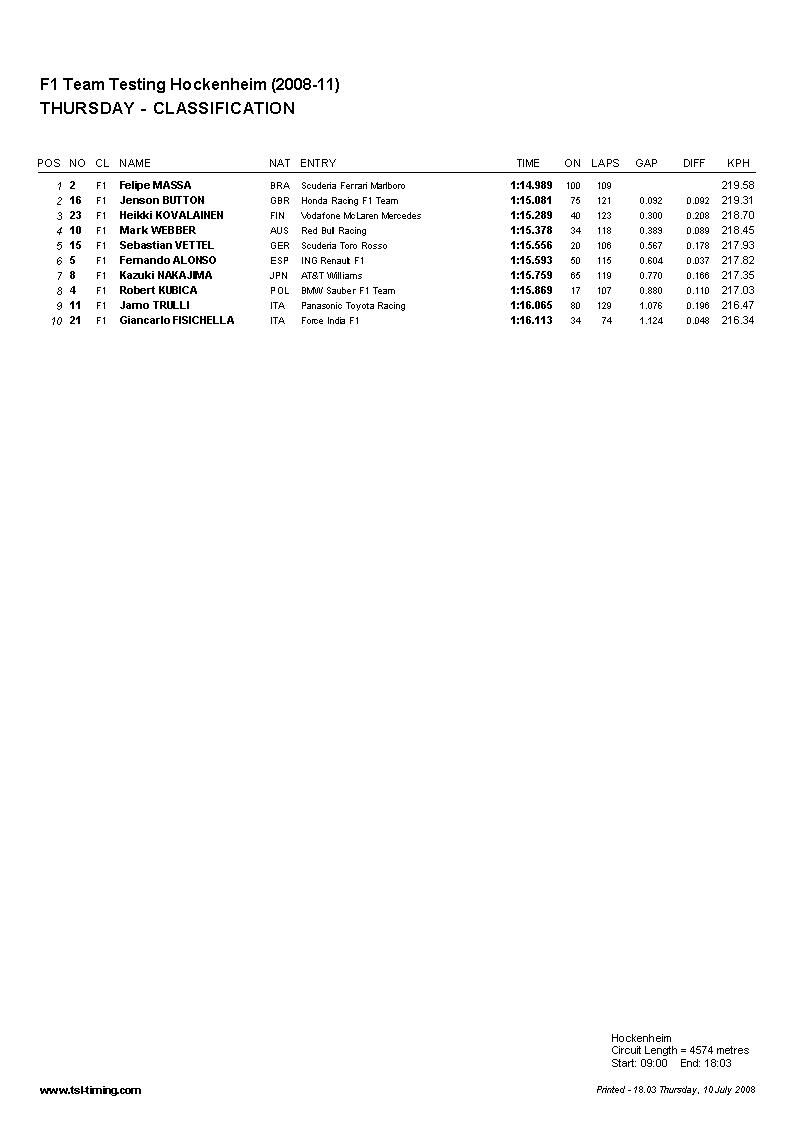 F1 Team Testing Hockenheim (2008-11)
THURSDAY - CLASSIFICATION
POS NO CL NAME NAT ENTRY TIME ON LAPS GAP DIFF KPH
1 2 F1 Felipe MASSA BRA Scuderia Ferrari Marlboro 1:14.989 100 109 219.58
2 16 F1 Jenson BUTTON GBR Honda Racing F1 Team 1:15.081 75 121 0.092 0.092 219.31
3 23 F1 Heikki KOVALAINEN FIN Vodafone McLaren Mercedes 1:15.289 40 123 0.300 0.208 218.70
4 10 F1 Mark WEBBER AUS Red Bull Racing 1:15.378 34 118 0.389 0.089 218.45
5 15 F1 Sebastian VETTEL GER Scuderia Toro Rosso 1:15.556 20 106 0.567 0.178 217.93
6 5 F1 Fernando ALONSO ESP ING Renault F1 1:15.593 50 115 0.604 0.037 217.82
7 8 F1 Kazuki NAKAJIMA JPN AT&T Williams 1:15.759 65 119 0.770 0.166 217.35
8 4 F1 Robert KUBICA POL BMW Sauber F1 Team 1:15.869 17 107 0.880 0.110 217.03
9 11 F1 Jarno TRULLI ITA Panasonic Toyota Racing 1:16.065 80 129 1.076 0.196 216.47
10 21 F1 Giancarlo FISICHELLA ITA Force India F1 1:16.113 34 74 1.124 0.048 216.34
Hockenheim
Circuit Length = 4574 metres
Start: 09:00 End: 18:03
www.tsl-timing.com Printed - 18.03 Thursday, 10 July 2008